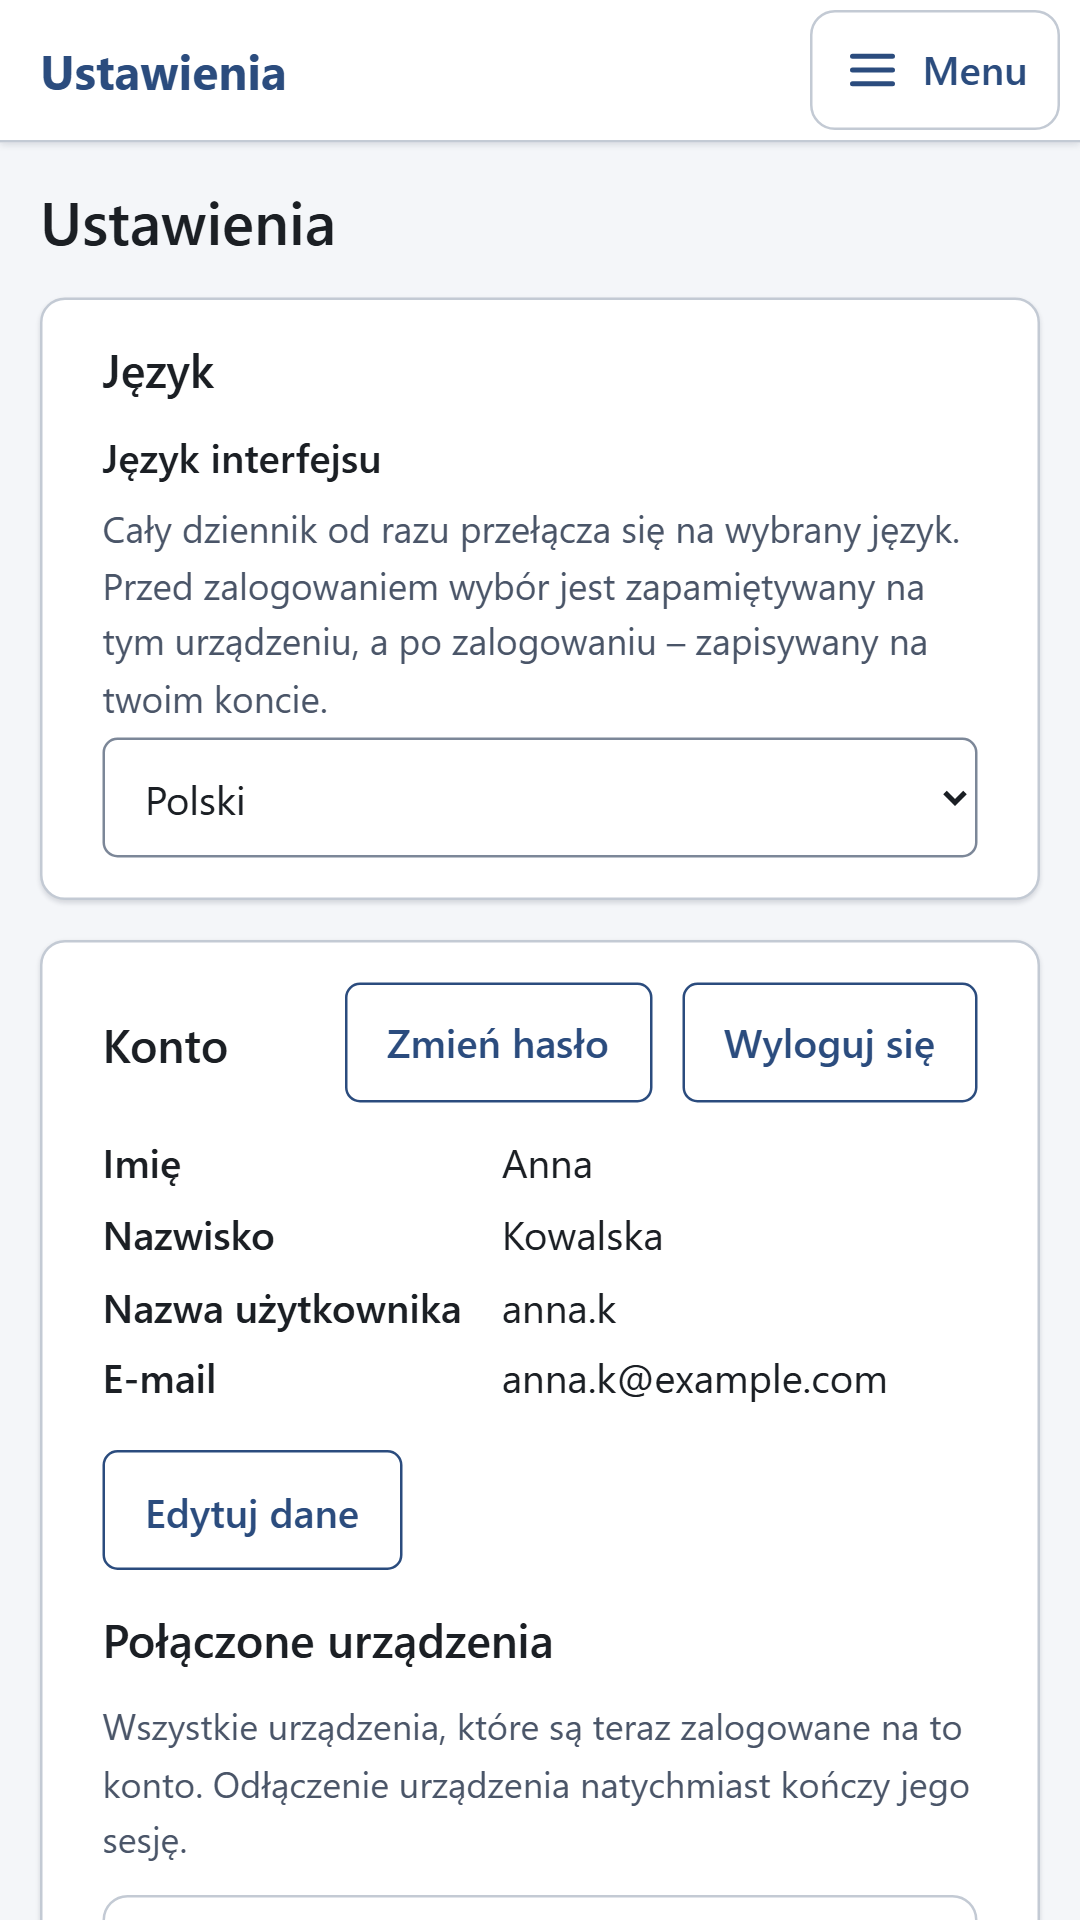 Ustawienia
Menu
Ustawienia
Język
Język interfejsu
Cały dziennik od razu przełącza się na wybrany język.
Przed zalogowaniem wybór jest zapamiętywany na
tym urządzeniu, a po zalogowaniu – zapisywany na
twoim koncie.
Polski
Konto
Zmień hasło
Wyloguj się
Imię Anna
Nazwisko Kowalska
Nazwa użytkownika anna.k
E-mail anna.k@example.com
Edytuj dane
Połączone urządzenia
Wszystkie urządzenia, które są teraz zalogowane na to
konto. Odłączenie urządzenia natychmiast kończy jego
sesję.